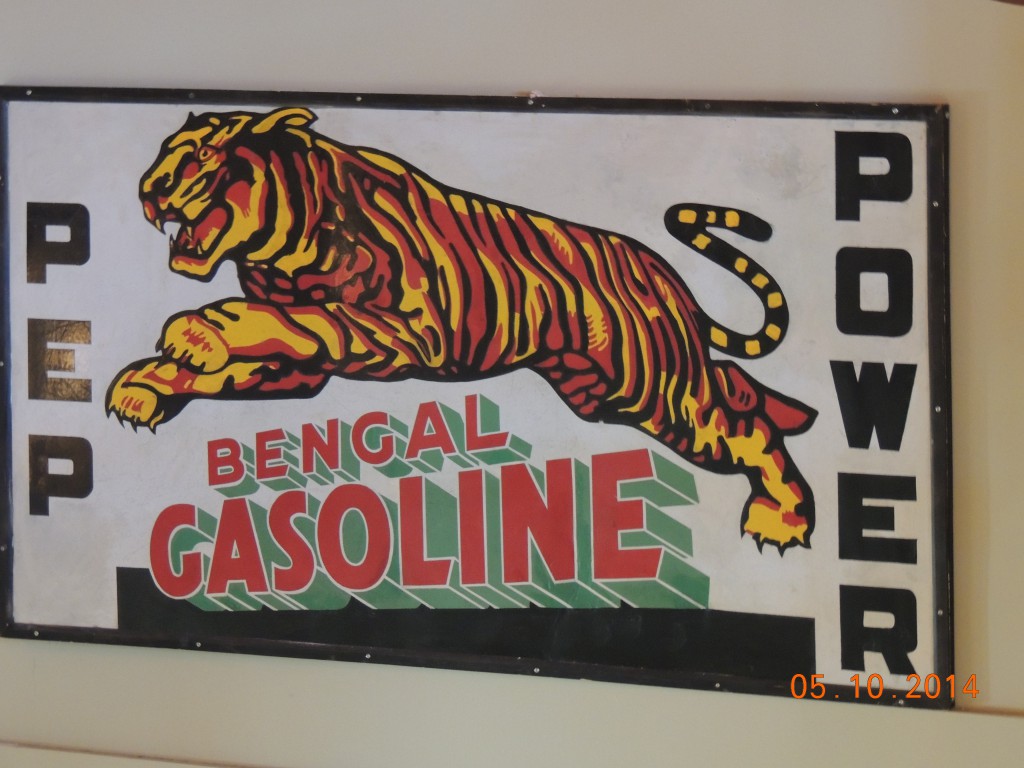 PEP
BENGAL
GASOLINE
POWER
05.10.2014